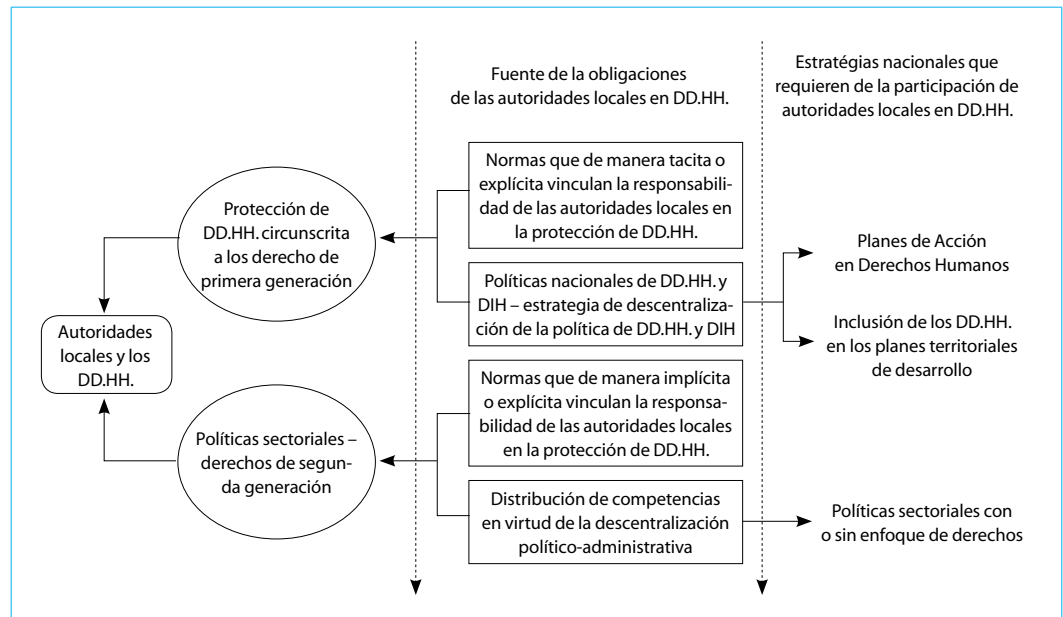 Fuente de la obligaciones
de las autoridades locales en DD.HH.
Estratégias nacionales que
requieren de la participación de
autoridades locales en DD.HH.
Normas que de manera tacita o
explícita vinculan la responsabili-
dad de las autoridades locales en
la protección de DD.HH.
Protección de
DD.HH. circunscrita
a los derecho de
primera generación
Políticas nacionales de DD.HH. y
DIH – estrategia de descentraliza-
ción de la política de DD.HH. y DIH
Planes de Acción
en Derechos Humanos
Inclusión de los DD.HH.
en los planes territoriales
de desarrollo
Autoridades
locales y los
DD.HH.
Normas que de manera implícita
o explícita vinculan la responsa-
bilidad de las autoridades locales
en la protección de DD.HH.
Políticas sectoriales –
derechos de segun-
da generación
Distribución de competencias
en virtud de la descentralización
político-administrativa
Políticas sectoriales con
o sin enfoque de derechos